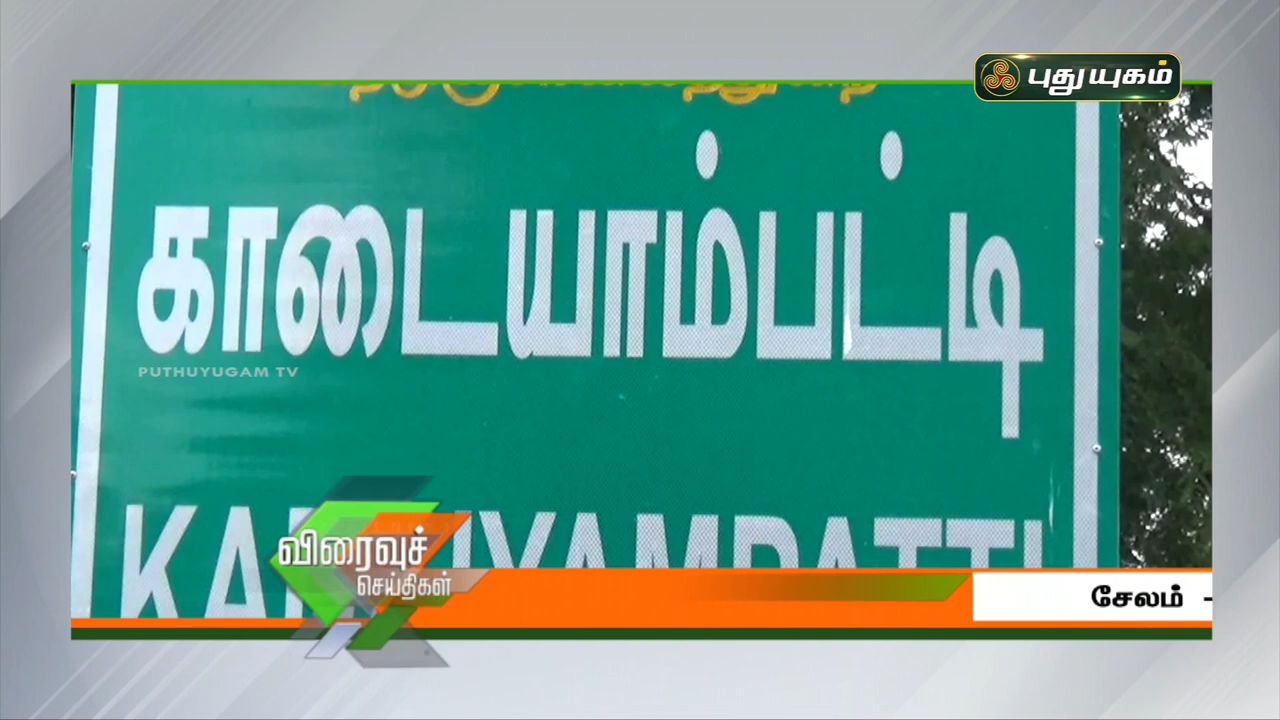 புதுயுகம்
காடையாம்பட்டி
PUTHUYUGAM TV
விரைவுச்
செய்திகள்
சேலம் -